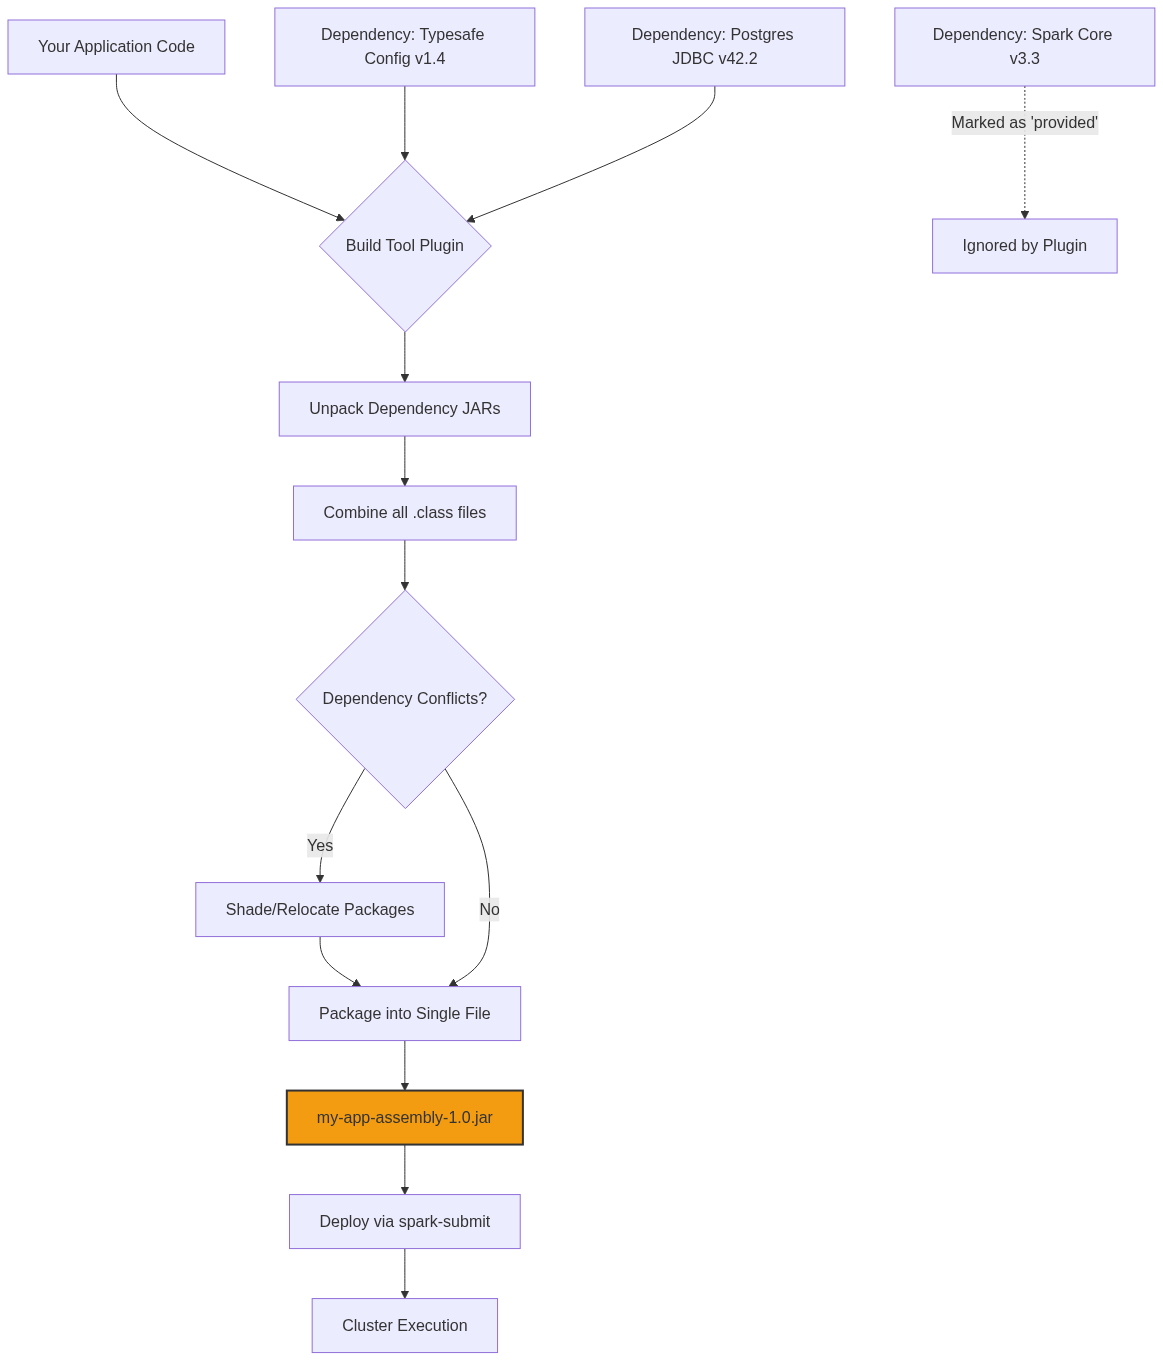 Your Application Code
Dependency: Typesafe
Config v1.4
Dependency: Postgres
JDBC v42.2
Dependency: Spark Core
v3.3
Marked as 'provided'
Build Tool Plugin
Ignored by Plugin
Unpack Dependency JARs
Combine all .class files
Dependency Conflicts?
Yes
Shade/Relocate Packages
No
Package into Single File
my-app-assembly-1.0.jar
Deploy via spark-submit
Cluster Execution